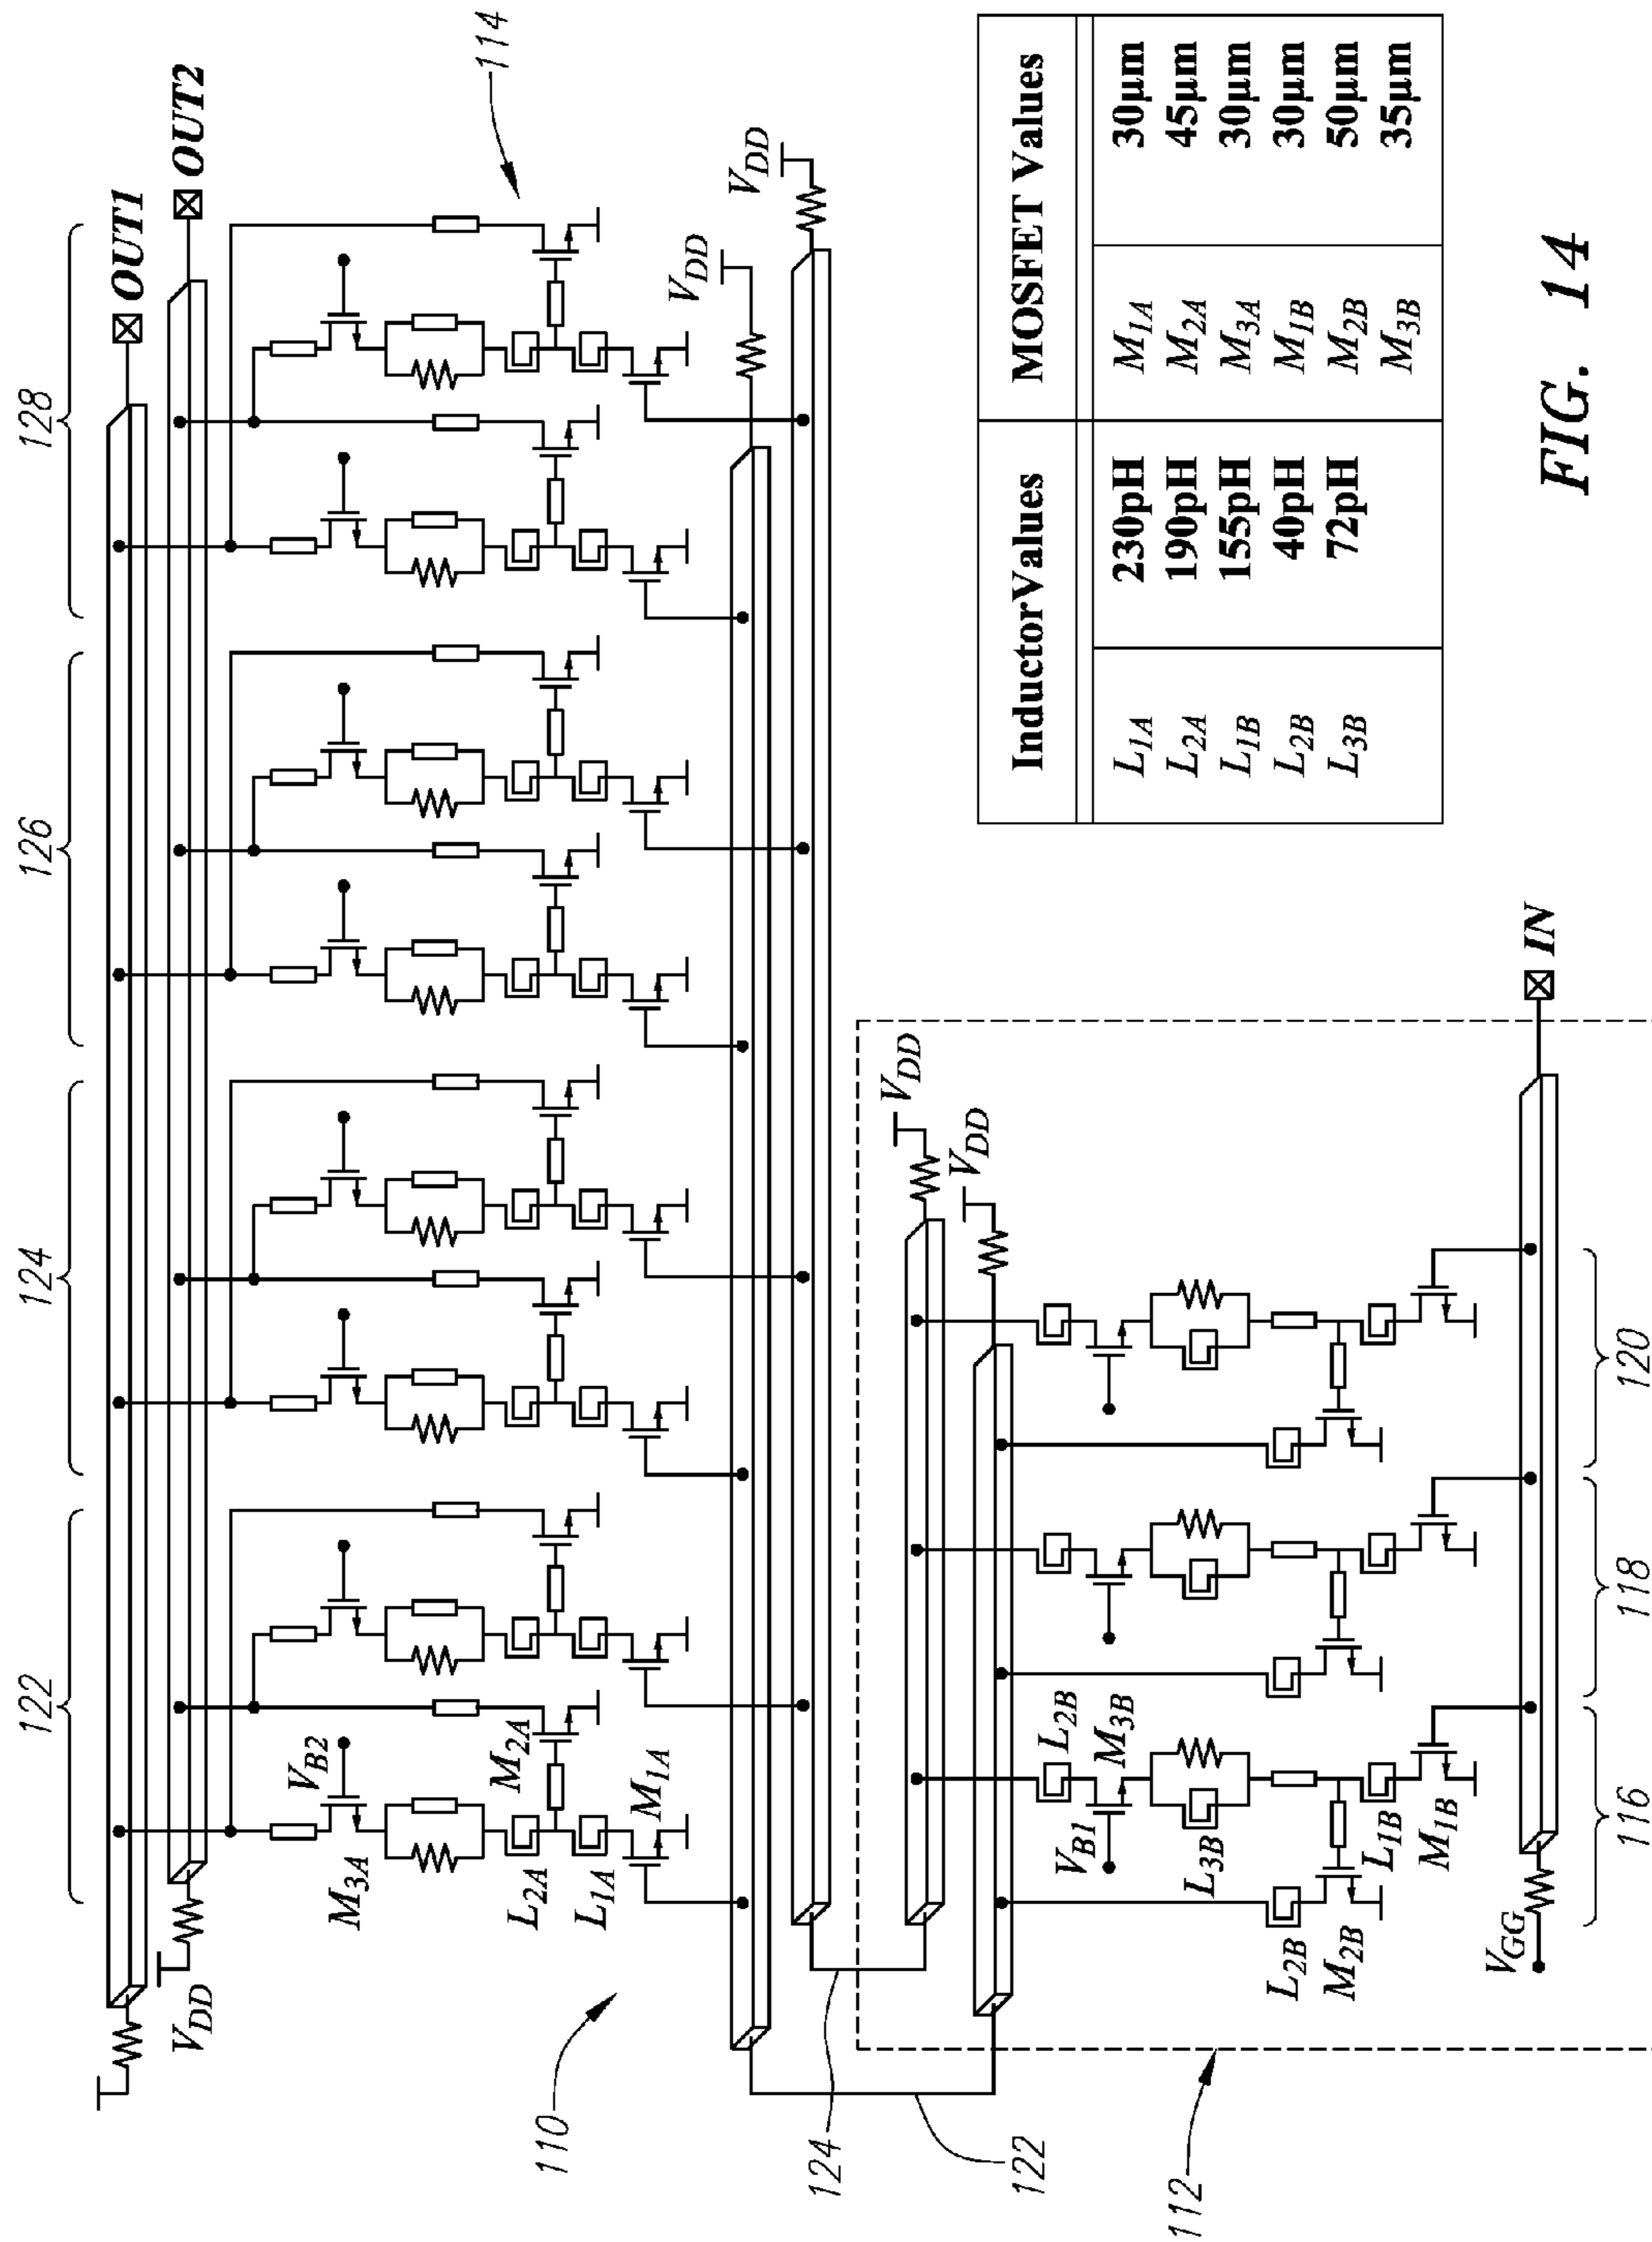 122
124
126
128
OUT1
OUT2
V_DD
V_B2
M_3A
M_2A
L_2A
L_1A
M_1A
114
110
V_DD
V_DD
124
122
112
V_DD
V_DD
L_2B
M_3B
V_B1
L_3B
L_1B
M_1B
L_2B
M_2B
V_GG
IN
116
118
120
InductorValues MOSFET Values
L_1A 230pH M_1A 30μm
L_2A 190pH M_2A 45μm
L_1B 155pH M_3A 30μm
L_2B 40pH M_1B 30μm
L_3B 72pH M_2B 50μm
M_3B 35μm
FIG. 14